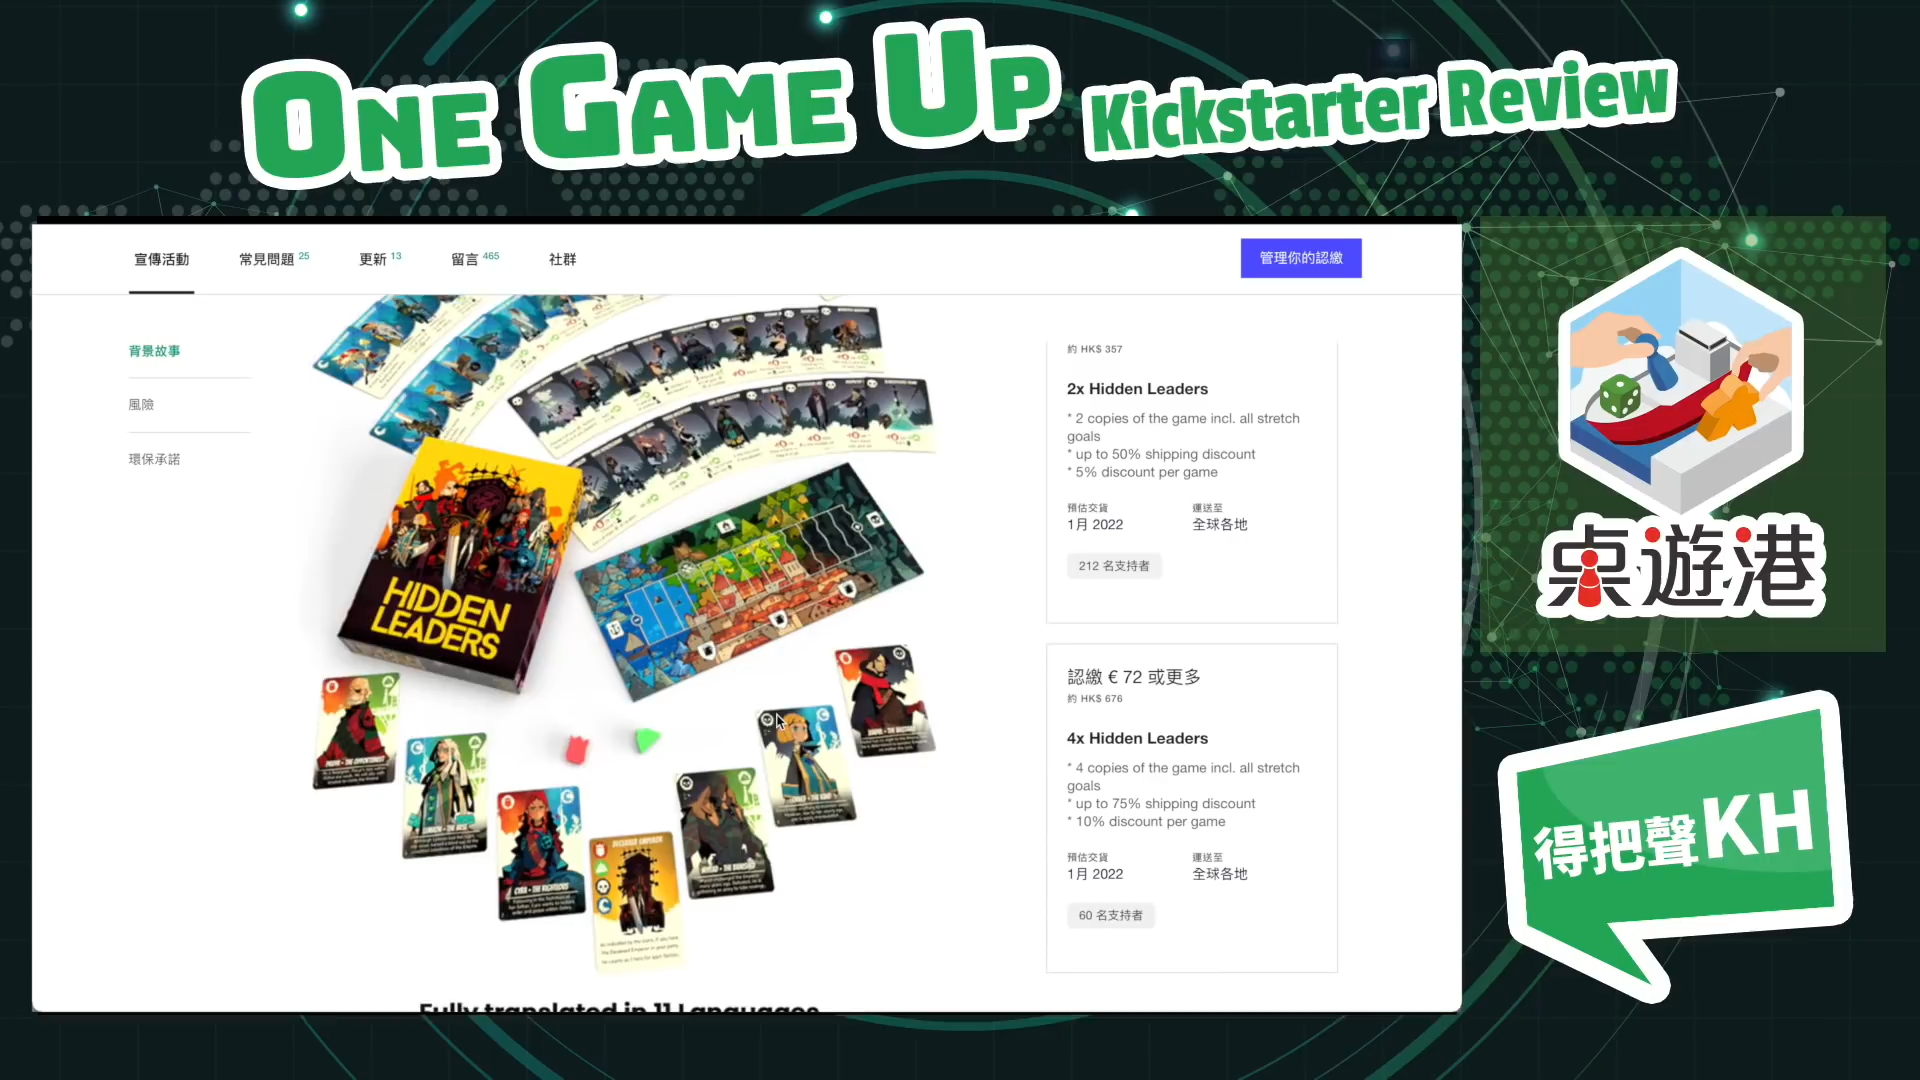 ONE GAME UP Kickstarter Review
宣傳活動
常見問題 25
更新 13
留言 465
社群
管理你的認繳
背景故事
風險
環保承諾
HIDDEN
LEADERS
DECEASED EMPEROR
約 HK$ 357
2x Hidden Leaders
* 2 copies of the game incl. all stretch
goals
* up to 50% shipping discount
* 5% discount per game
預估交貨
運送至
1月 2022
全球各地
212 名支持者
認繳 € 72 或更多
約 HK$ 676
4x Hidden Leaders
* 4 copies of the game incl. all stretch
goals
* up to 75% shipping discount
* 10% discount per game
預估交貨
運送至
1月 2022
全球各地
60 名支持者
Fully translated in 11 Languages
桌遊港
得把聲KH